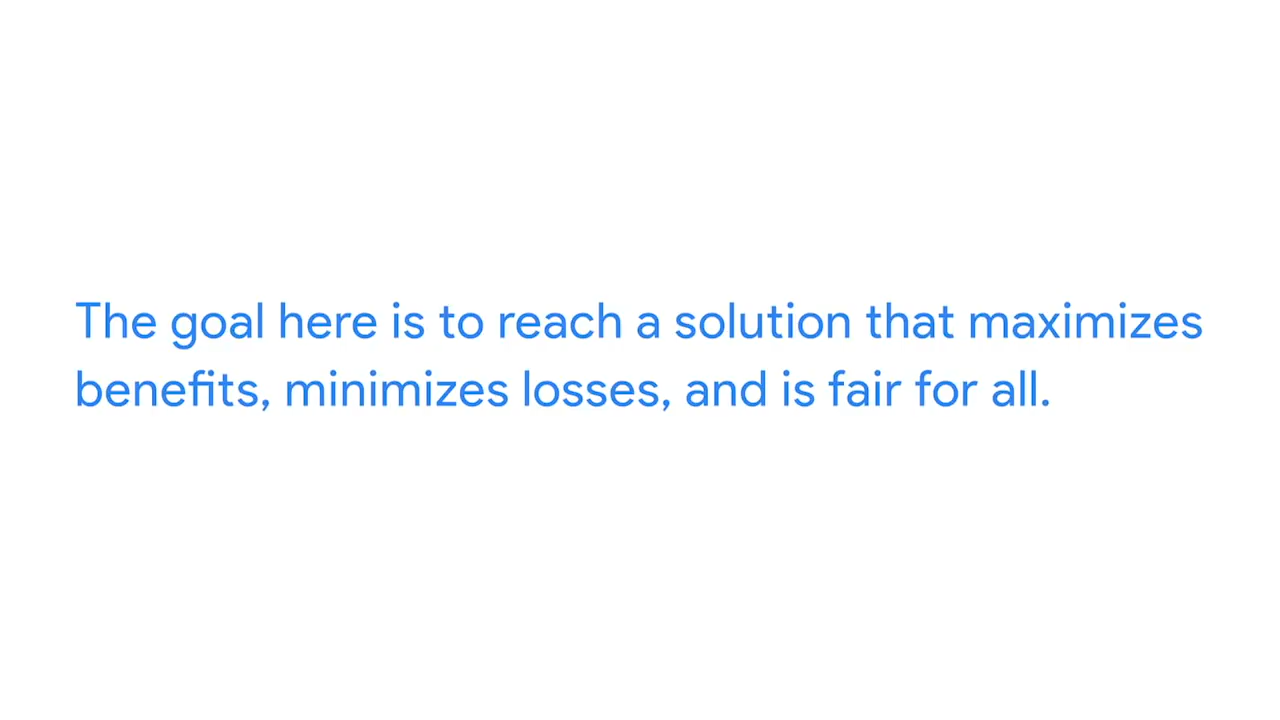 The goal here is to reach a solution that maximizes
benefits, minimizes losses, and is fair for all.